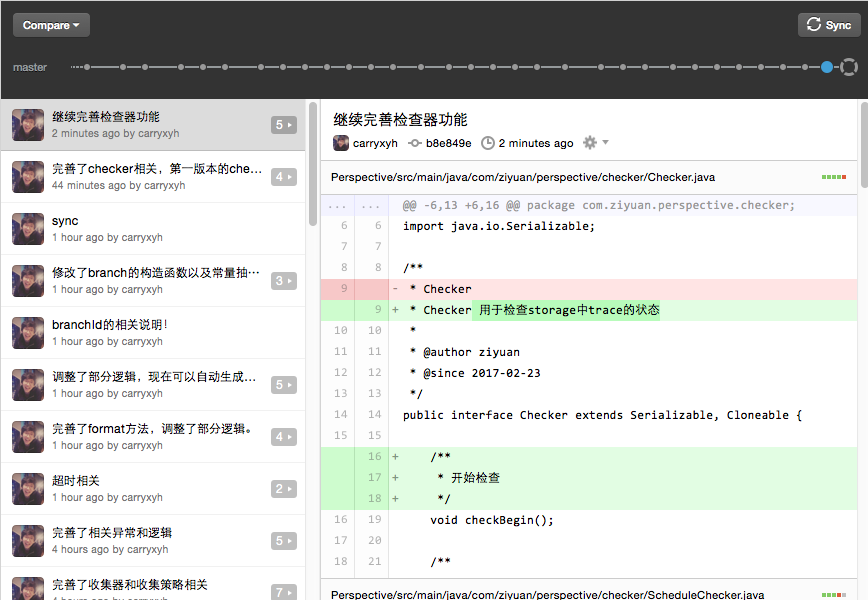 Compare
Sync
master
继续完善检查器功能
2 minutes ago by carryxyh
5
完善了checker相关，第一版本的che...
44 minutes ago by carryxyh
4
sync
1 hour ago by carryxyh
修改了branch的构造函数以及常量抽...
1 hour ago by carryxyh
3
branchId的相关说明！
1 hour ago by carryxyh
调整了部分逻辑，现在可以自动生成...
1 hour ago by carryxyh
5
完善了format方法，调整了部分逻辑。
1 hour ago by carryxyh
4
超时相关
1 hour ago by carryxyh
2
完善了相关异常和逻辑
4 hours ago by carryxyh
5
完善了收集器和收集策略相关
4 hours ago by carryxyh
7
继续完善检查器功能
carryxyh b8e849e 2 minutes ago
Perspective/src/main/java/com/ziyuan/perspective/checker/Checker.java
... ... @@ -6,13 +6,16 @@ package com.ziyuan.perspective.checker;
6 6 import java.io.Serializable;
7 7
8 8 /**
9 - * Checker
9 + * Checker 用于检查storage中trace的状态
10 10 *
11 11 * @author ziyuan
12 12 * @since 2017-02-23
13 13 */
14 14 public interface Checker extends Serializable, Cloneable {
15 15
16 + /**
17 + * 开始检查
18 + */
16 19 void checkBegin();
17 20
18 21 /**
Perspective/src/main/java/com/ziyuan/perspective/checker/ScheduleChecker.java